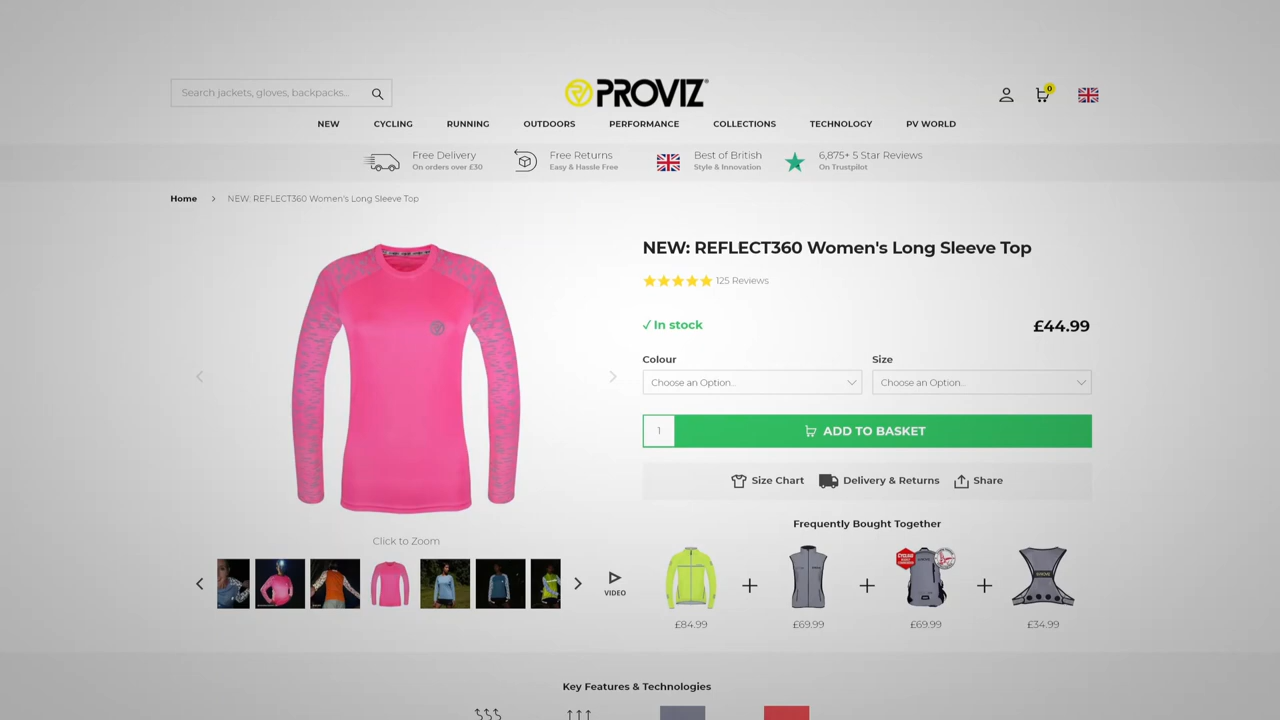 Search jackets, gloves, backpacks...
PROVIZ
0
NEW CYCLING RUNNING OUTDOORS PERFORMANCE COLLECTIONS TECHNOLOGY PV WORLD
Free Delivery
On orders over £30
Free Returns
Easy & Hassle Free
Best of British
Style & Innovation
6,875+ 5 Star Reviews
On Trustpilot
Home > NEW: REFLECT360 Women's Long Sleeve Top
NEW: REFLECT360 Women's Long Sleeve Top
125 Reviews
✓ In stock
£44.99
Colour
Size
Choose an Option...
Choose an Option...
1
ADD TO BASKET
Size Chart
Delivery & Returns
Share
Click to Zoom
VIDEO
Frequently Bought Together
£84.99 + £69.99 + £69.99 + £34.99
Key Features & Technologies